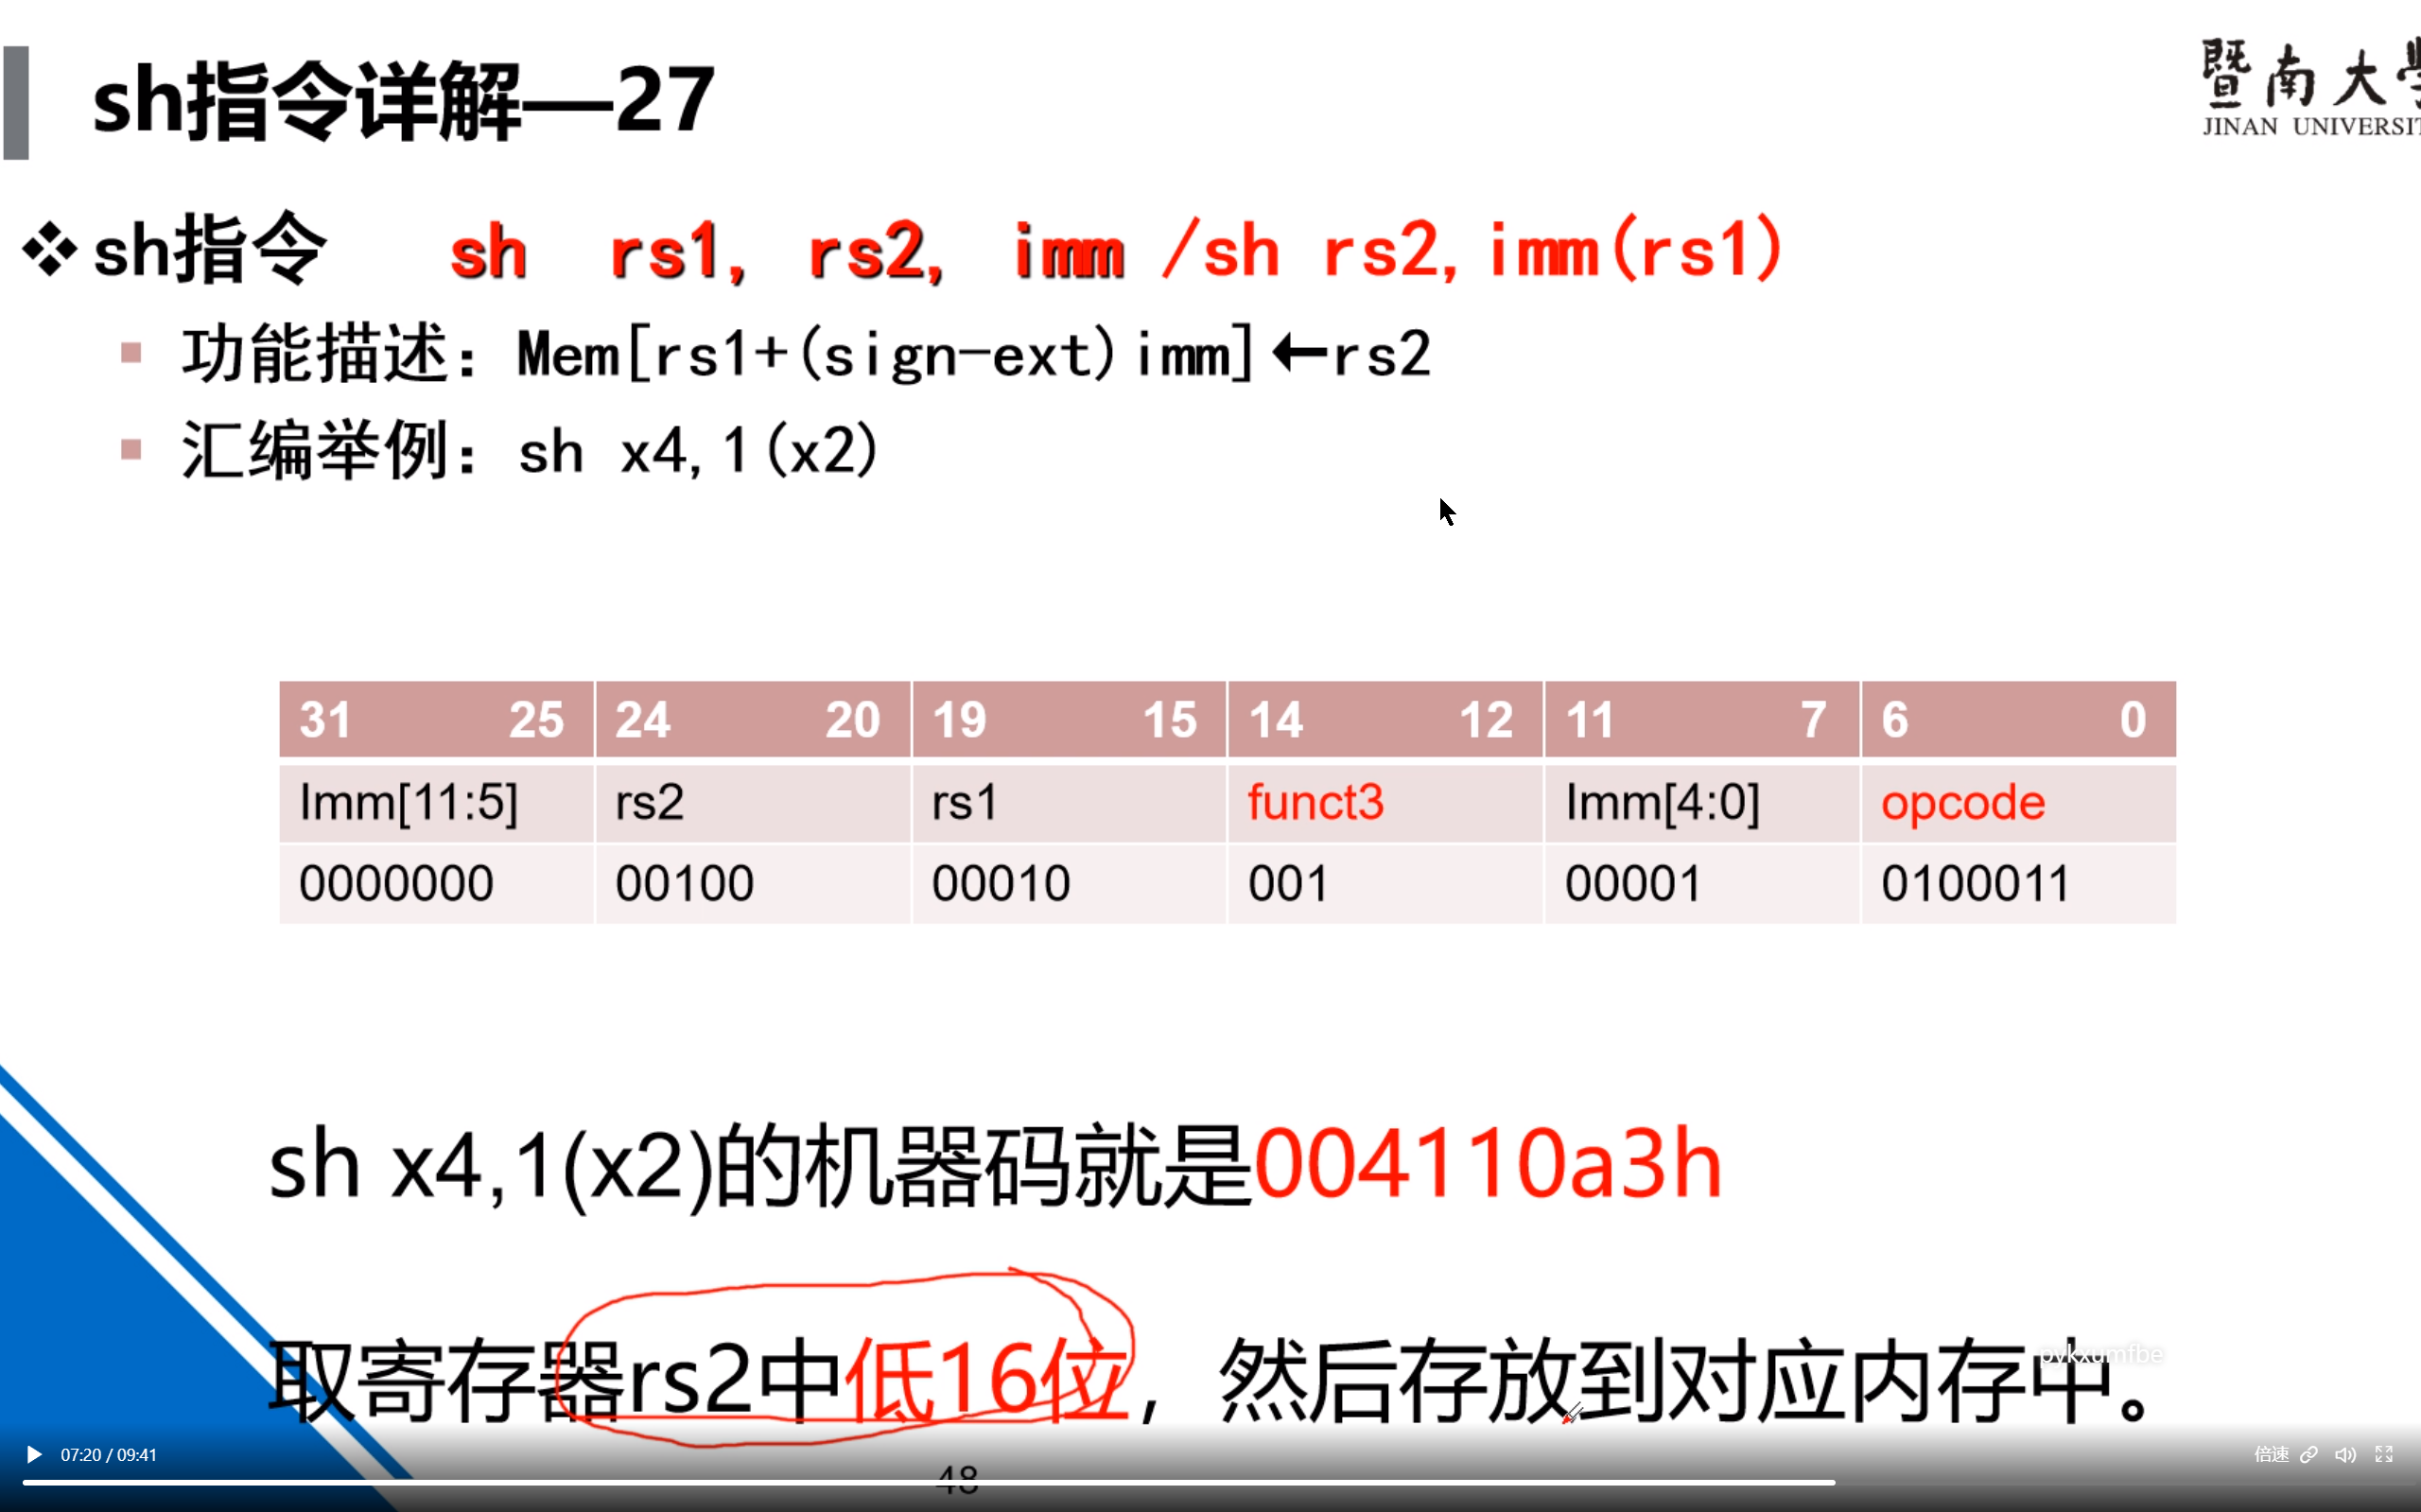 sh指令详解—27
暨南大學
JINAN UNIVERSIT
sh指令 sh rs1, rs2, imm /sh rs2,imm(rs1)
功能描述：Mem[rs1+(sign-ext)imm]←rs2
汇编举例：sh x4,1(x2)
31 25 24 20 19 15 14 12 11 7 6 0
Imm[11:5] rs2 rs1 funct3 Imm[4:0] opcode
0000000 00100 00010 001 00001 0100011
sh x4,1(x2)的机器码就是004110a3h
取寄存器rs2中低16位，然后存放到对应内存中。
pvkxumfbe
07:20 / 09:41
倍速
48